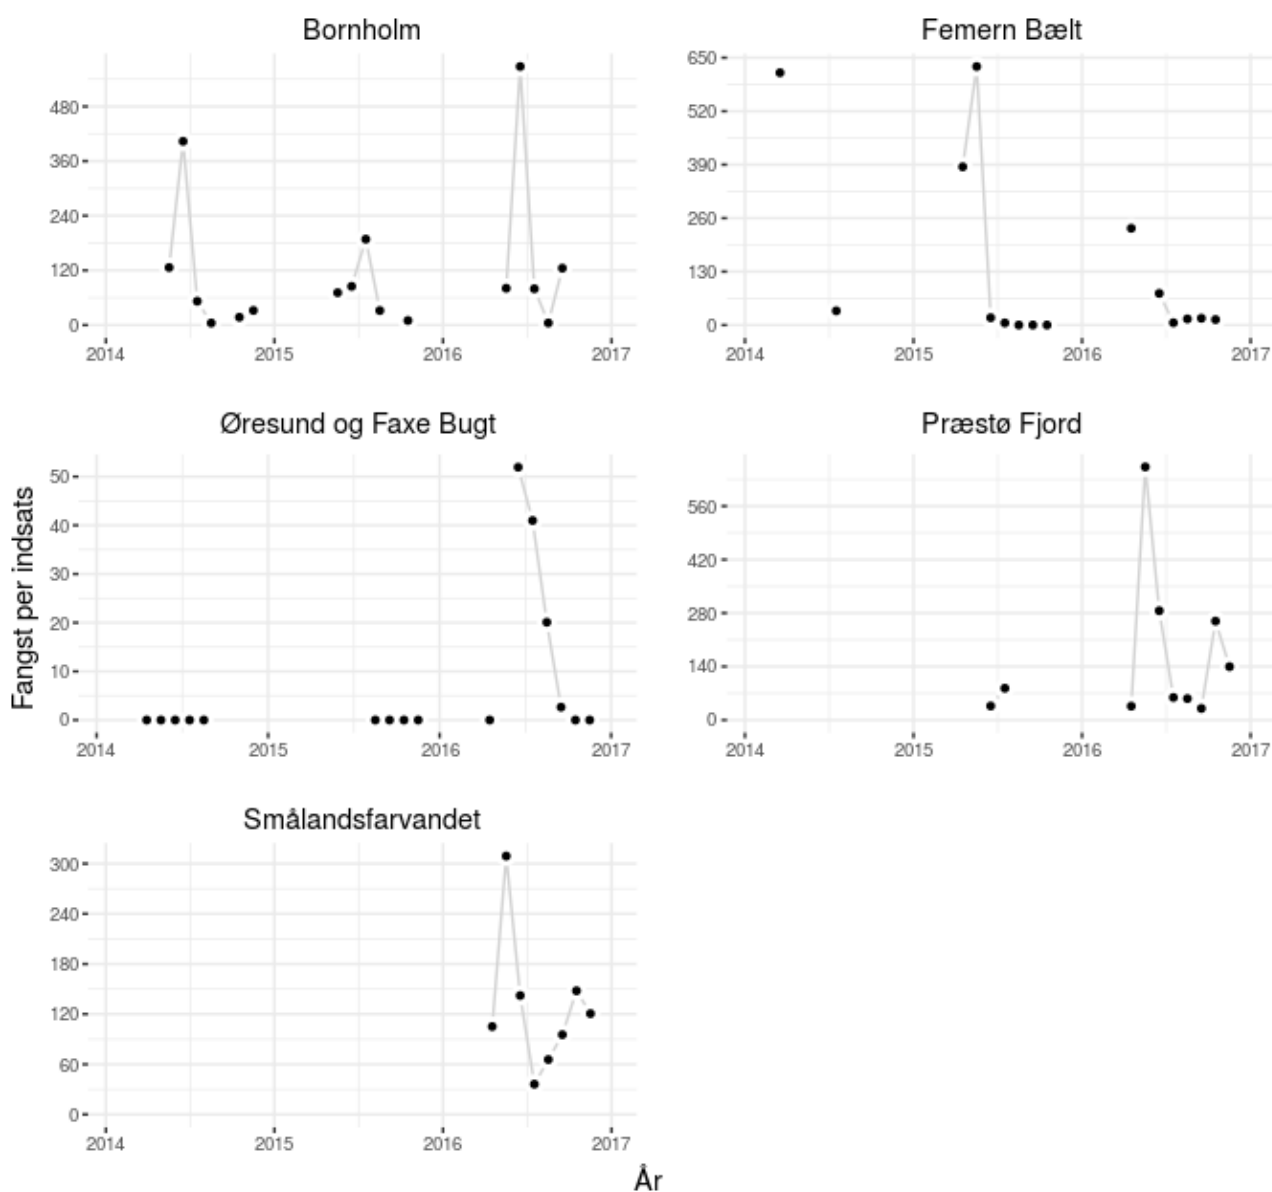 Bornholm
480
360
240
120
0
2014 2015 2016 2017
Femern Bælt
650
520
390
260
130
0
2014 2015 2016 2017
Øresund og Faxe Bugt
50
40
30
20
10
0
2014 2015 2016 2017
Præstø Fjord
560
420
280
140
0
2014 2015 2016 2017
Smålandsfarvandet
300
240
180
120
60
0
2014 2015 2016 2017
Fangst per indsats
År